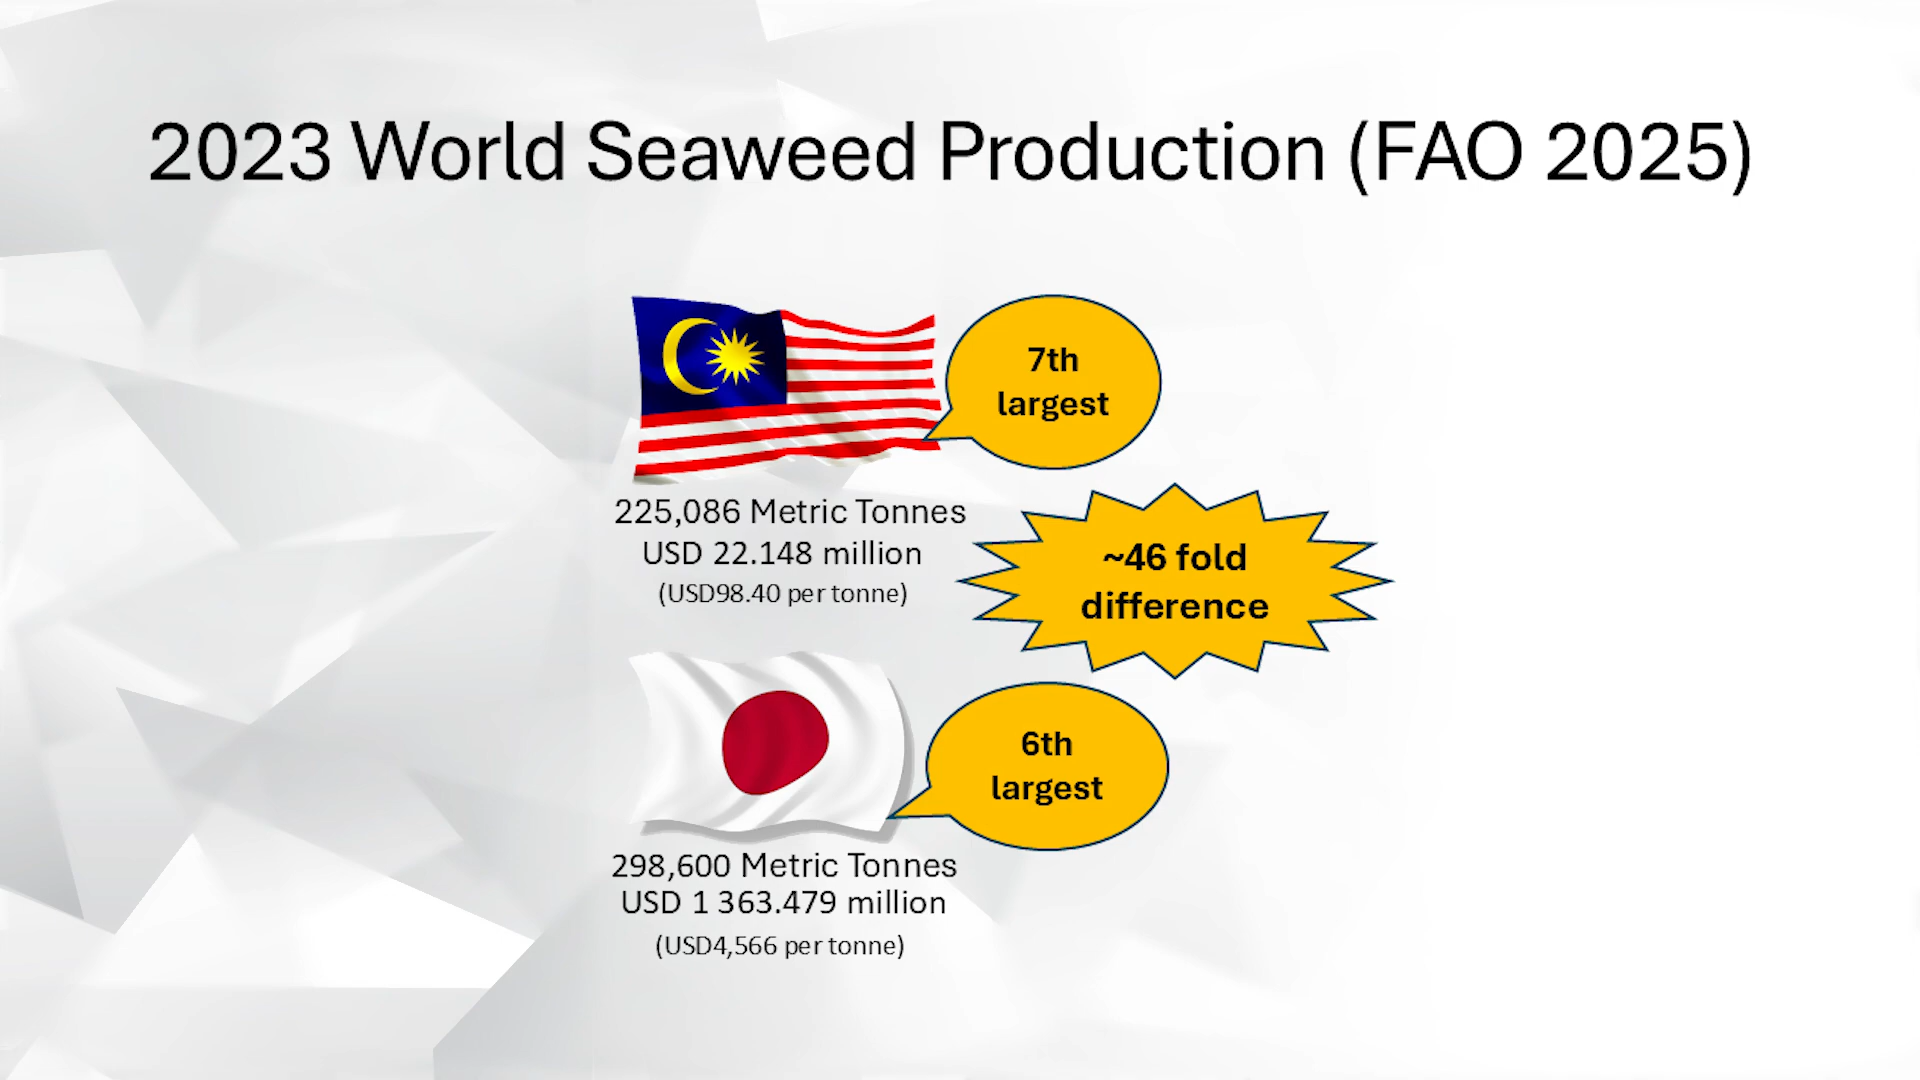 2023 World Seaweed Production (FAO 2025)
7th
largest
225,086 Metric Tonnes
USD 22.148 million
(USD98.40 per tonne)
~46 fold
difference
6th
largest
298,600 Metric Tonnes
USD 1 363.479 million
(USD4,566 per tonne)